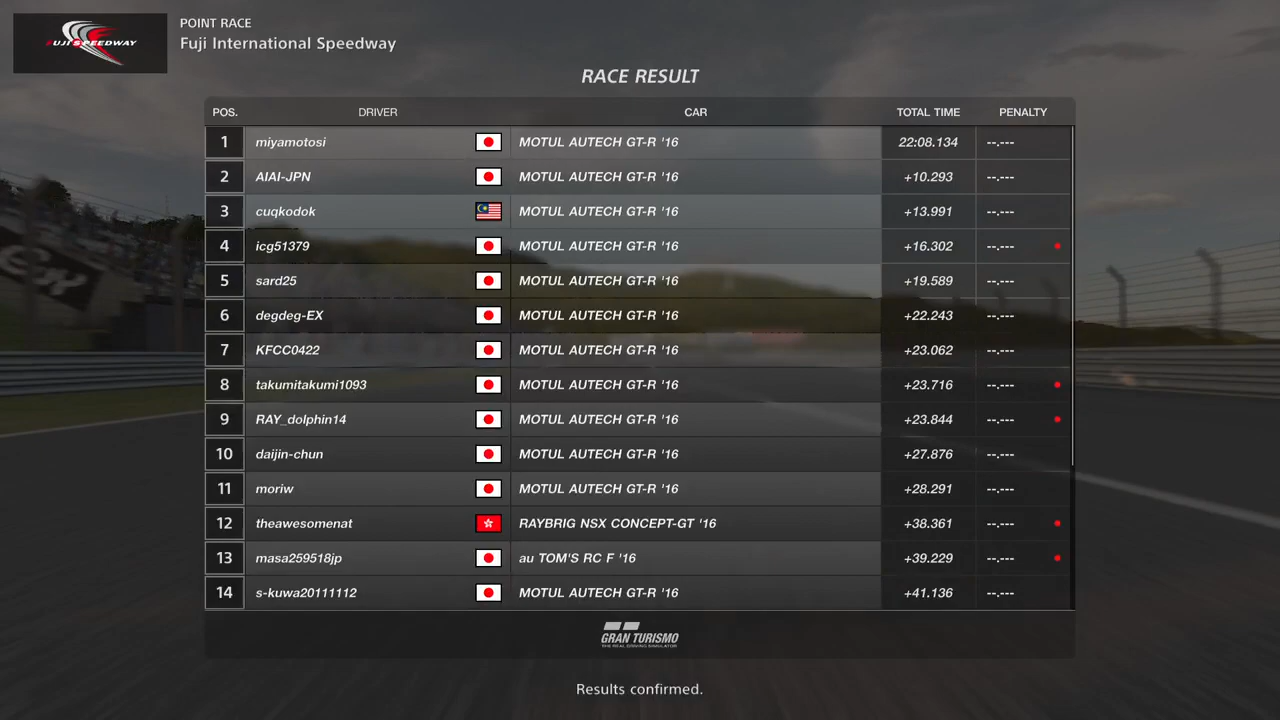 FUJI SPEEDWAY
POINT RACE
Fuji International Speedway
RACE RESULT
POS. DRIVER CAR TOTAL TIME PENALTY
1 miyamotosi MOTUL AUTECH GT-R '16 22:08.134 --.---
2 AIAI-JPN MOTUL AUTECH GT-R '16 +10.293 --.---
3 cuqkodok MOTUL AUTECH GT-R '16 +13.991 --.---
4 icg51379 MOTUL AUTECH GT-R '16 +16.302 --.---
5 sard25 MOTUL AUTECH GT-R '16 +19.589 --.---
6 degdeg-EX MOTUL AUTECH GT-R '16 +22.243 --.---
7 KFCC0422 MOTUL AUTECH GT-R '16 +23.062 --.---
8 takumitakumi1093 MOTUL AUTECH GT-R '16 +23.716 --.---
9 RAY_dolphin14 MOTUL AUTECH GT-R '16 +23.844 --.---
10 daijin-chun MOTUL AUTECH GT-R '16 +27.876 --.---
11 moriw MOTUL AUTECH GT-R '16 +28.291 --.---
12 theawesomenat RAYBRIG NSX CONCEPT-GT '16 +38.361 --.---
13 masa259518jp au TOM'S RC F '16 +39.229 --.---
14 s-kuwa20111112 MOTUL AUTECH GT-R '16 +41.136 --.---
GRAN TURISMO
THE REAL DRIVING SIMULATOR
Results confirmed.